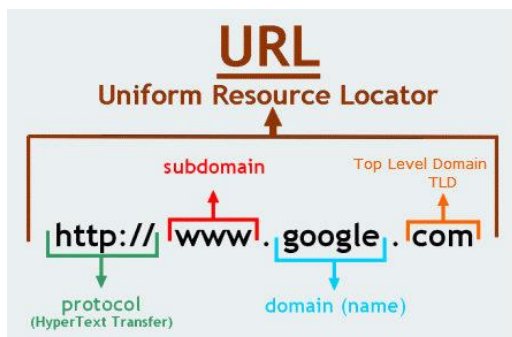 URL
Uniform Resource Locator
subdomain
Top Level Domain
TLD
http:// www . google . com
protocol
(HyperText Transfer)
domain (name)